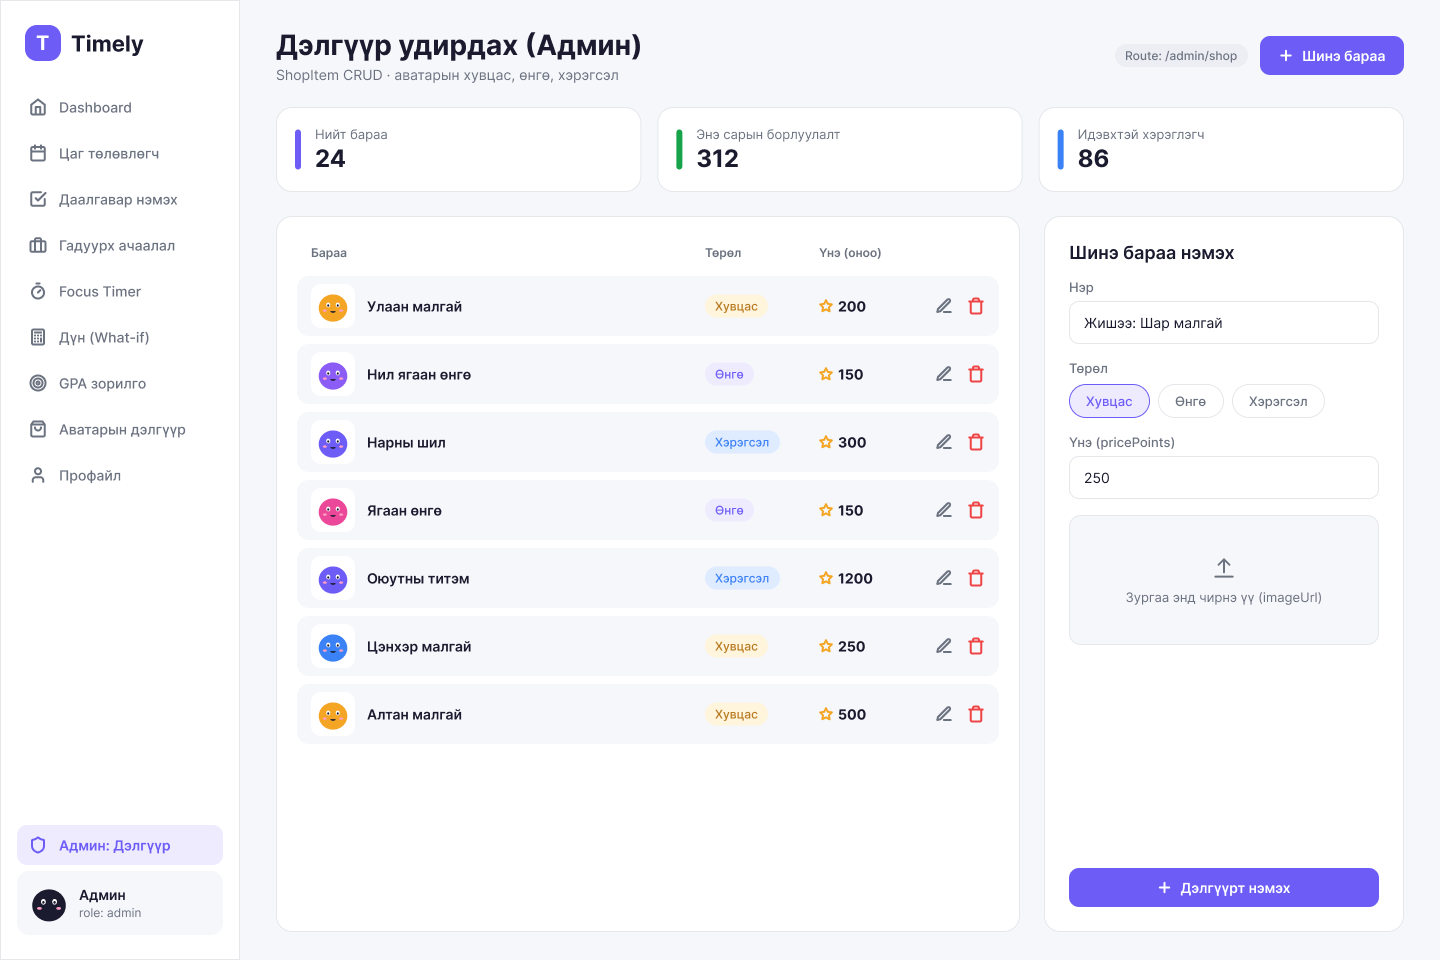 T Timely
Dashboard
Цаг төлөвлөгч
Даалгавар нэмэх
Гадуурх ачаалал
Focus Timer
Дүн (What-if)
GPA зорилго
Аватарын дэлгүүр
Профайл
Админ: Дэлгүүр
Админ
role: admin
Дэлгүүр удирдах (Админ)
ShopItem CRUD · аватарын хувцас, өнгө, хэрэгсэл
Route: /admin/shop
Шинэ бараа
Нийт бараа
24
Энэ сарын борлуулалт
312
Идэвхтэй хэрэглэгч
86
Бараа Төрөл Үнэ (оноо)
Улаан малгай Хувцас 200
Нил ягаан өнгө Өнгө 150
Нарны шил Хэрэгсэл 300
Ягаан өнгө Өнгө 150
Оюутны титэм Хэрэгсэл 1200
Цэнхэр малгай Хувцас 250
Алтан малгай Хувцас 500
Шинэ бараа нэмэх
Нэр
Жишээ: Шар малгай
Төрөл
Хувцас Өнгө Хэрэгсэл
Үнэ (pricePoints)
250
Зургаа энд чирнэ үү (imageUrl)
Дэлгүүрт нэмэх